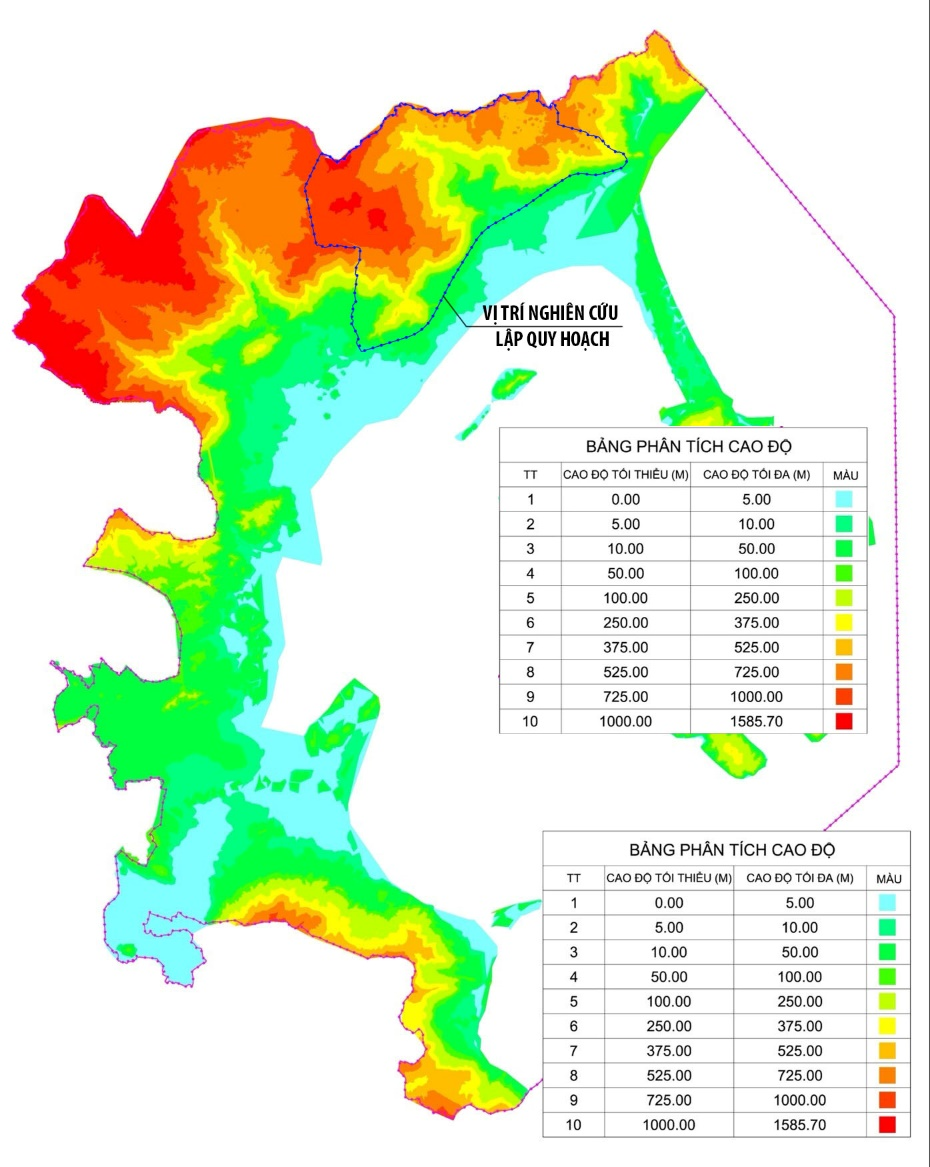 VỊ TRÍ NGHIÊN CỨU
LẬP QUY HOẠCH
BẢNG PHÂN TÍCH CAO ĐỘ
TT CAO ĐỘ TỐI THIỂU (M) CAO ĐỘ TỐI ĐA (M) MÀU
1 0.00 5.00
2 5.00 10.00
3 10.00 50.00
4 50.00 100.00
5 100.00 250.00
6 250.00 375.00
7 375.00 525.00
8 525.00 725.00
9 725.00 1000.00
10 1000.00 1585.70
BẢNG PHÂN TÍCH CAO ĐỘ
TT CAO ĐỘ TỐI THIỂU (M) CAO ĐỘ TỐI ĐA (M) MÀU
1 0.00 5.00
2 5.00 10.00
3 10.00 50.00
4 50.00 100.00
5 100.00 250.00
6 250.00 375.00
7 375.00 525.00
8 525.00 725.00
9 725.00 1000.00
10 1000.00 1585.70